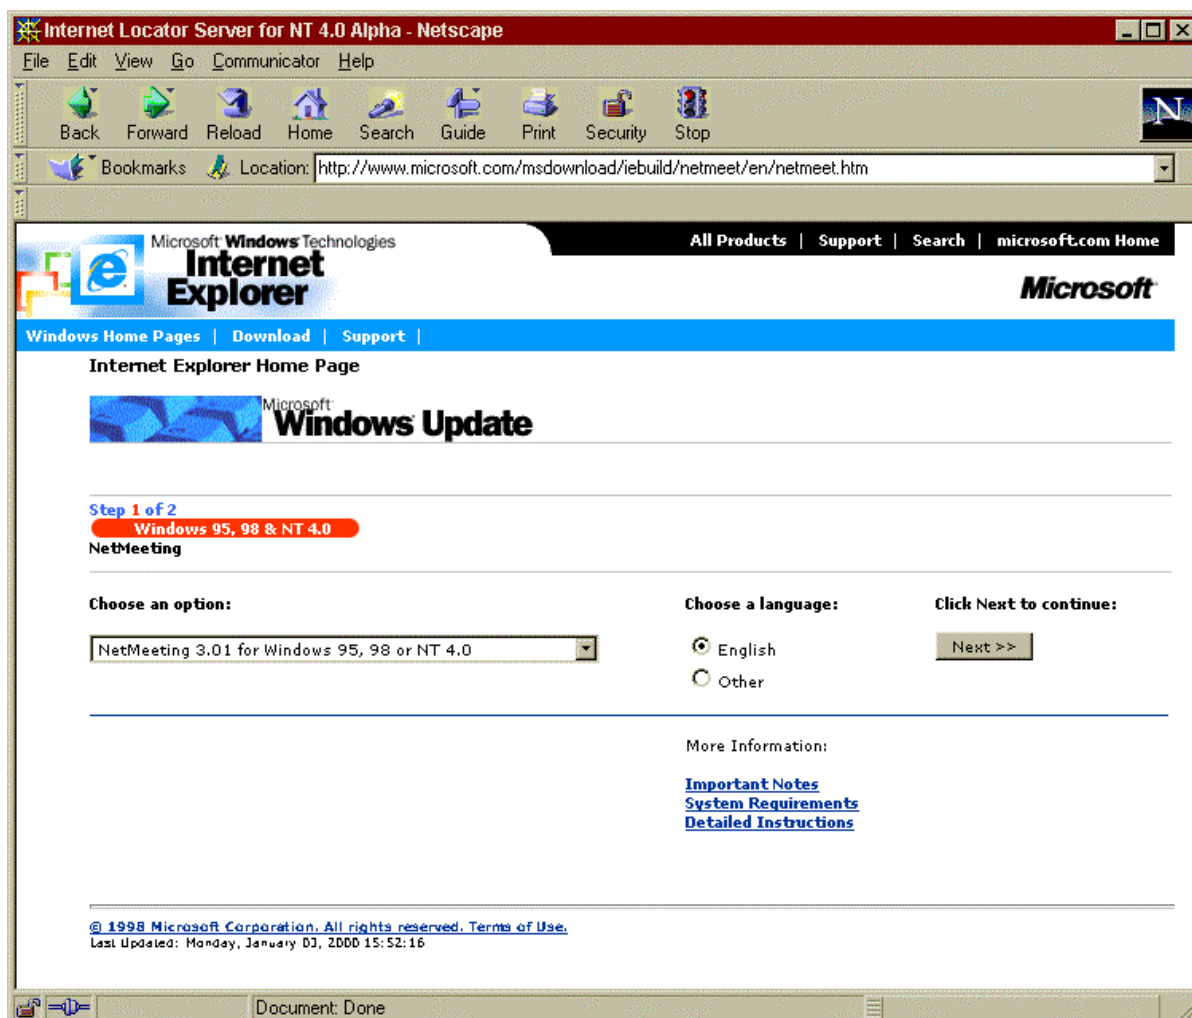 Internet Locator Server for NT 4.0 Alpha - Netscape
File Edit View Go Communicator Help
Back Forward Reload Home Search Guide Print Security Stop
N
Bookmarks Location: http://www.microsoft.com/msdownload/iebuild/netmeet/en/netmeet.htm
Microsoft Windows Technologies
Internet
Explorer
All Products | Support | Search | microsoft.com Home
Microsoft
Windows Home Pages | Download | Support |
Internet Explorer Home Page
Microsoft
Windows Update
Step 1 of 2
Windows 95, 98 & NT 4.0
NetMeeting
Choose an option: Choose a language: Click Next to continue:
NetMeeting 3.01 for Windows 95, 98 or NT 4.0 English Next >>
Other
More Information:
Important Notes
System Requirements
Detailed Instructions
© 1998 Microsoft Corporation. All rights reserved. Terms of Use.
Last Updated: Monday, January 03, 2000 15:52:16
Document: Done